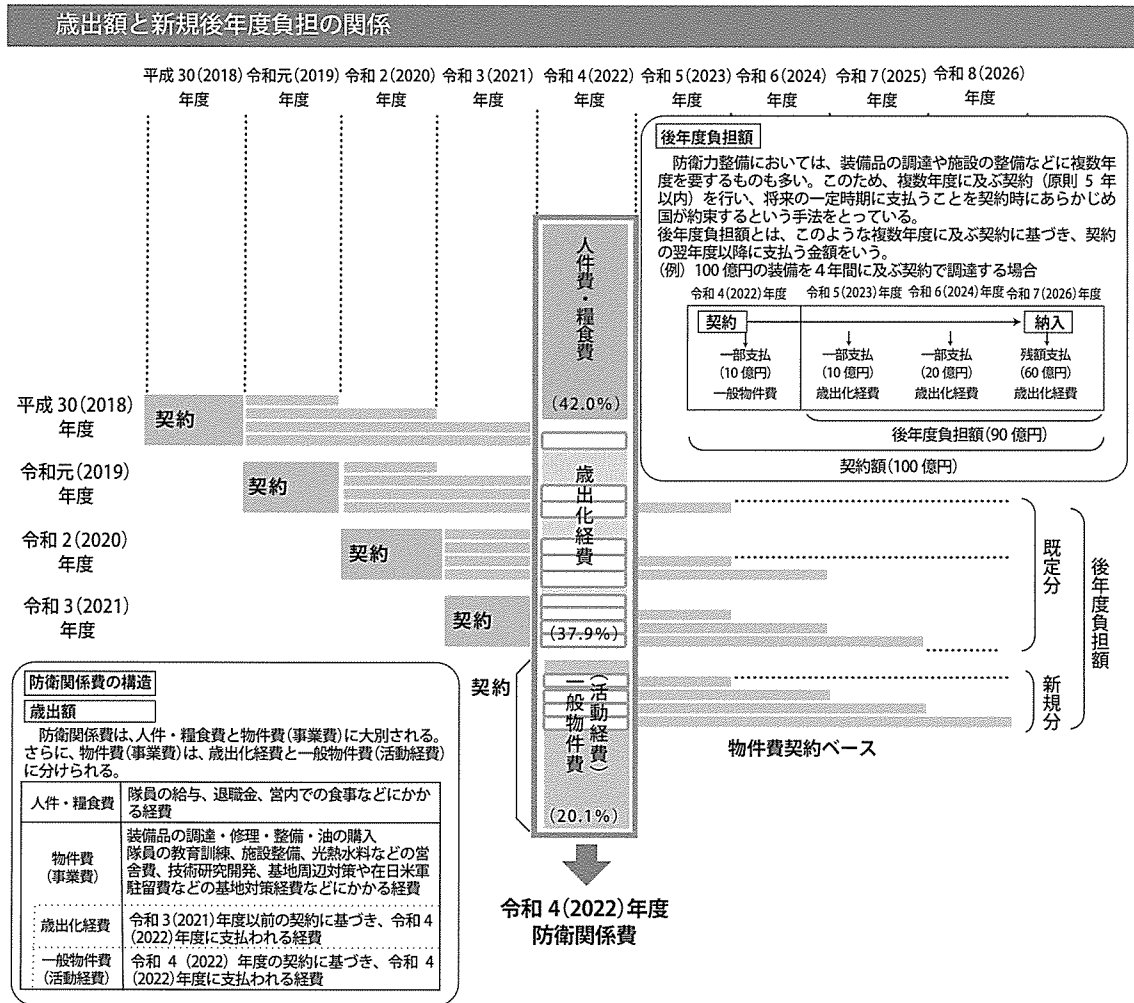 歳出額と新規後年度負担の関係
平成 30(2018) 令和元(2019) 令和 2(2020) 令和 3(2021) 令和 4(2022) 令和 5(2023) 令和 6(2024) 令和 7(2025) 令和 8(2026)
年度 年度 年度 年度 年度 年度 年度 年度 年度
後年度負担額
防衛力整備においては、装備品の調達や施設の整備などに複数年
度を要するものも多い。このため、複数年度に及ぶ契約（原則 5 年
以内）を行い、将来の一定時期に支払うことを契約時にあらかじめ
国が約束するという手法をとっている。
後年度負担額とは、このような複数年度に及ぶ契約に基づき、契約
の翌年度以降に支払う金額をいう。
(例) 100 億円の装備を４年間に及ぶ契約で調達する場合
令和 4(2022) 年度 令和 5(2023) 年度 令和 6(2024) 年度 令和 7(2026) 年度
契約 納入
一部支払 一部支払 一部支払 残額支払
(10 億円) (10 億円) (20 億円) (60 億円)
一般物件費 歳出化経費 歳出化経費 歳出化経費
後年度負担額(90 億円)
契約額(100 億円)
人件費・糧食費
(42.0%)
歳出化経費
(37.9%)
一般物件費
(活動経費)
(20.1%)
平成 30(2018)
年度
契約
令和元(2019)
年度
契約
令和 2(2020)
年度
契約
令和 3(2021)
年度
契約
契約
既定分
新規分
後年度負担額
物件費契約ベース
令和 4(2022)年度
防衛関係費
防衛関係費の構造
歳出額
防衛関係費は、人件・糧食費と物件費(事業費)に大別される。
さらに、物件費(事業費)は、歳出化経費と一般物件費(活動経費)
に分けられる。
人件・糧食費
隊員の給与、退職金、営内での食事などにかか
る経費
物件費
(事業費)
装備品の調達・修理・整備・油の購入
隊員の教育訓練、施設整備、光熱水料などの営
舎費、技術研究開発、基地周辺対策や在日米軍
駐留費などの基地対策経費などにかかる経費
歳出化経費
令和 3(2021)年度以前の契約に基づき、令和 4
(2022)年度に支払われる経費
一般物件費
(活動経費)
令和 4 (2022) 年度の契約に基づき、令和 4
(2022)年度に支払われる経費